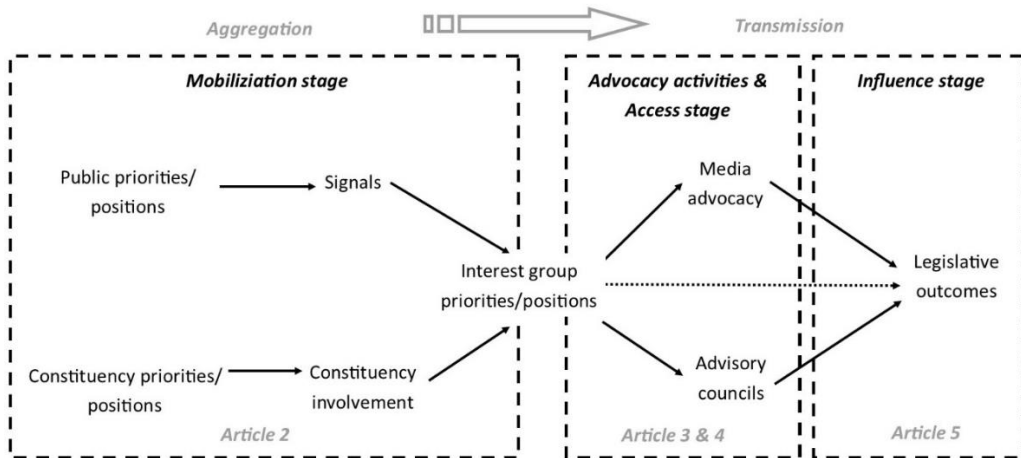 Aggregation
Transmission
Mobiliziation stage
Advocacy activities &
Access stage
Influence stage
Public priorities/
positions
Signals
Media
advocacy
Interest group
priorities/positions
Legislative
outcomes
Constituency priorities/
positions
Constituency
involvement
Advisory
councils
Article 2
Article 3 & 4
Article 5